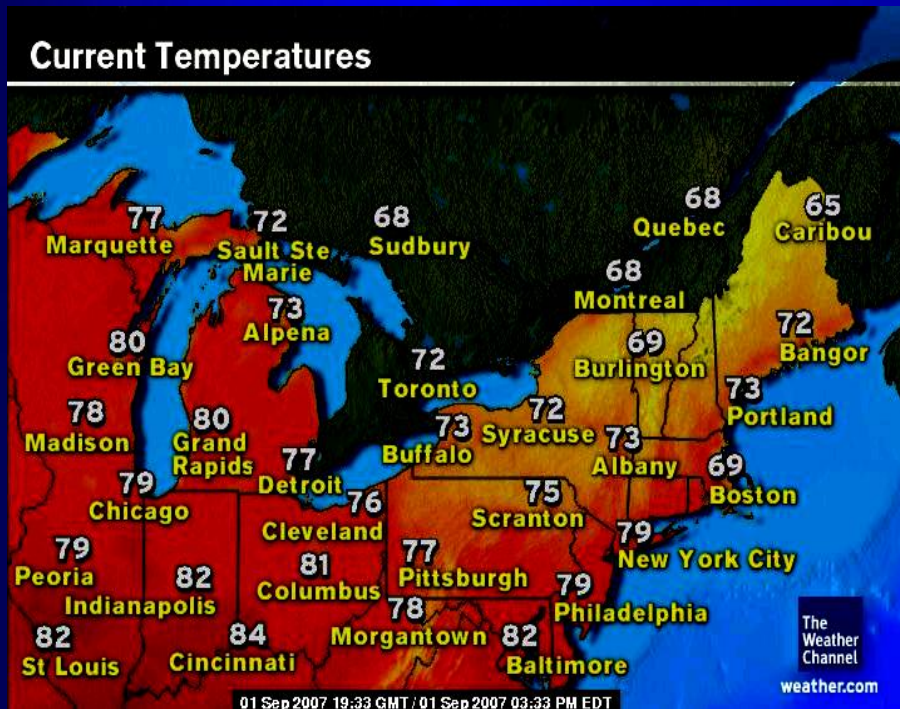 Current Temperatures
77
Marquette
72
Sault Ste
Marie
68
Sudbury
68
Quebec
65
Caribou
68
Montreal
73
Alpena
80
Green Bay
72
Toronto
69
Burlington
72
Bangor
78
Madison
80
Grand
Rapids
73
Buffalo
72
Syracuse
73
Albany
73
Portland
77
Detroit
69
Boston
79
Chicago
76
Cleveland
75
Scranton
79
New York City
79
Peoria
82
Indianapolis
81
Columbus
77
Pittsburgh
79
Philadelphia
82
St Louis
84
Cincinnati
78
Morgantown
82
Baltimore
The
Weather
Channel
weather.com
01 Sep 2007 19:33 GMT / 01 Sep 2007 03:33 PM EDT